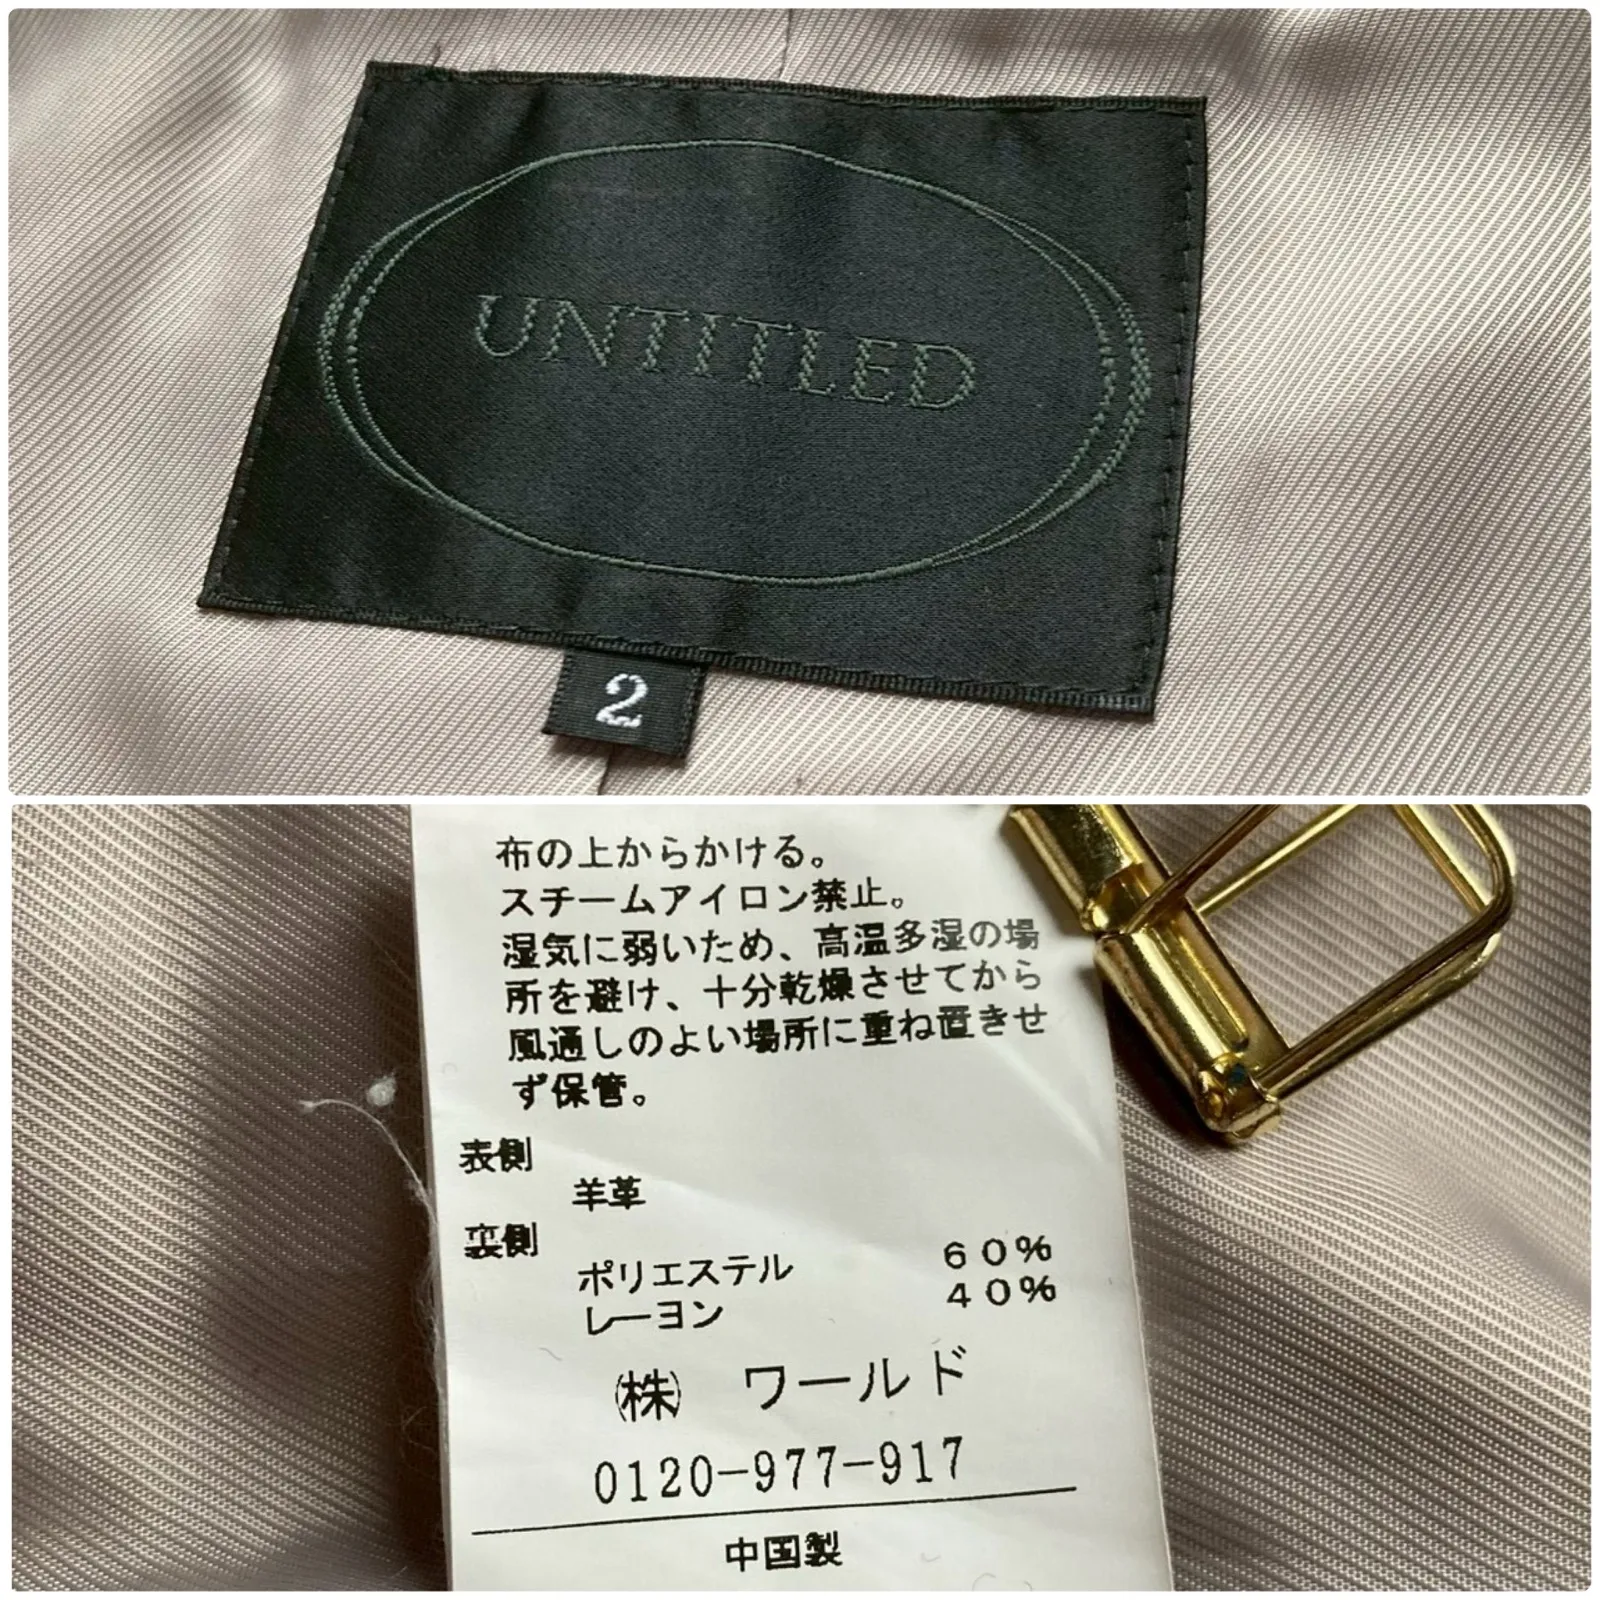 UNTITLED
2
布の上からかける。
スチームアイロン禁止。
湿気に弱いため、高温多湿の場
所を避け、十分乾燥させてから
風通しのよい場所に重ね置きせ
ず保管。
表側
羊革
裏側
ポリエステル 60%
レーヨン 40%
㈱ ワールド
0120-977-917
中国製